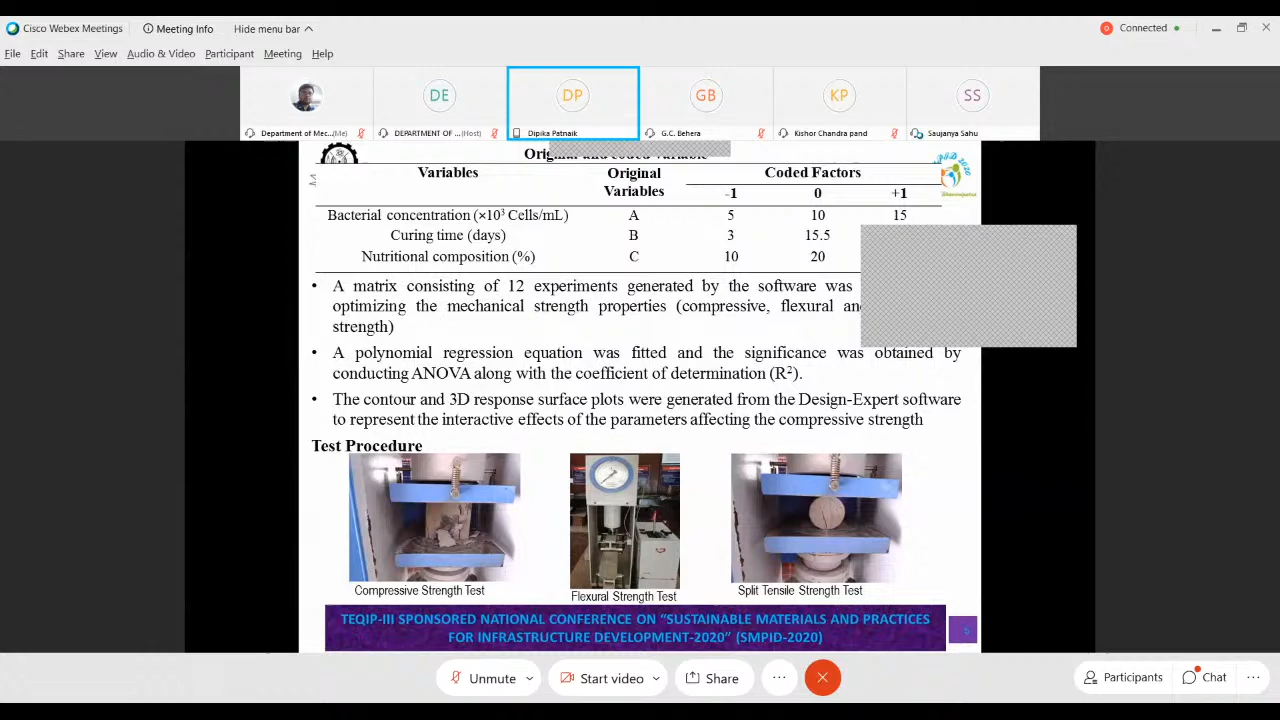 Cisco Webex Meetings
Meeting Info
Hide menu bar
Connected
File Edit Share View Audio & Video Participant Meeting Help
DE DP GB KP SS
Department of Mec... (Me)
DEPARTMENT OF ... (Host)
Dipika Patnaik
G.C. Behera
Kishor Chandra pand
Saujanya Sahu
Original and coded variable
Variables Original Variables Coded Factors
-1 0 +1
Bacterial concentration (×10³ Cells/mL) A 5 10 15
Curing time (days) B 3 15.5
Nutritional composition (%) C 10 20
• A matrix consisting of 12 experiments generated by the software was
optimizing the mechanical strength properties (compressive, flexural
strength)
• A polynomial regression equation was fitted and the significance was obtained by
conducting ANOVA along with the coefficient of determination (R²).
• The contour and 3D response surface plots were generated from the Design-Expert software
to represent the interactive effects of the parameters affecting the compressive strength
Test Procedure
Compressive Strength Test
Flexural Strength Test
Split Tensile Strength Test
TEQIP-III SPONSORED NATIONAL CONFERENCE ON “SUSTAINABLE MATERIALS AND PRACTICES
FOR INFRASTRUCTURE DEVELOPMENT-2020” (SMPID-2020)
5
Unmute
Start video
Share
Participants
Chat